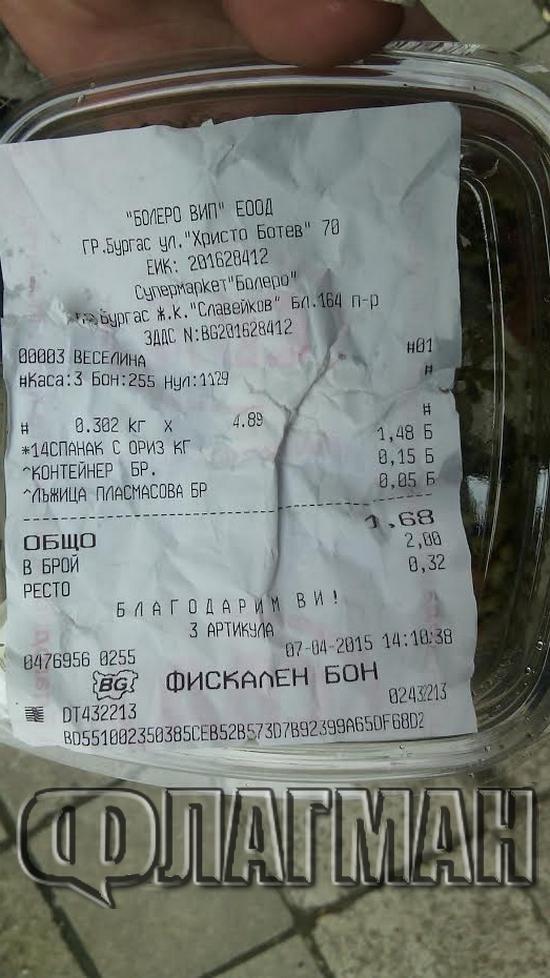 "БОЛЕРО ВИП" ЕООД
ГР.Бургас ул."Христо Ботев" 70
ЕИК: 201628412
Супермаркет"Болеро"
Бургас ж.к."Славейков" Бл.164 п-р
ЗДДС N:BG201628412
00003 ВЕСЕЛИНА #01
#Каса:3 Бон:255 Нул:1129 #
#
# 0.302 kг x 4.89
*14СПАНАК С ОРИЗ КГ 1,48 Б
^КОНТЕЙНЕР БР. 0,15 Б
^ЛЪЖИЦА ПЛАСМАСОВА БР 0,05 Б
ОБЩО 1,68
В БРОЙ 2,00
РЕСТО 0,32
БЛАГОДАРИМ ВИ!
3 АРТИКУЛА
0476956 0255 07-04-2015 14:10:38
BG ФИСКАЛЕН БОН
DT432213 0243213
BD551002350385CEB52B573D7B92399A65DF68D2
ФЛАГМАН